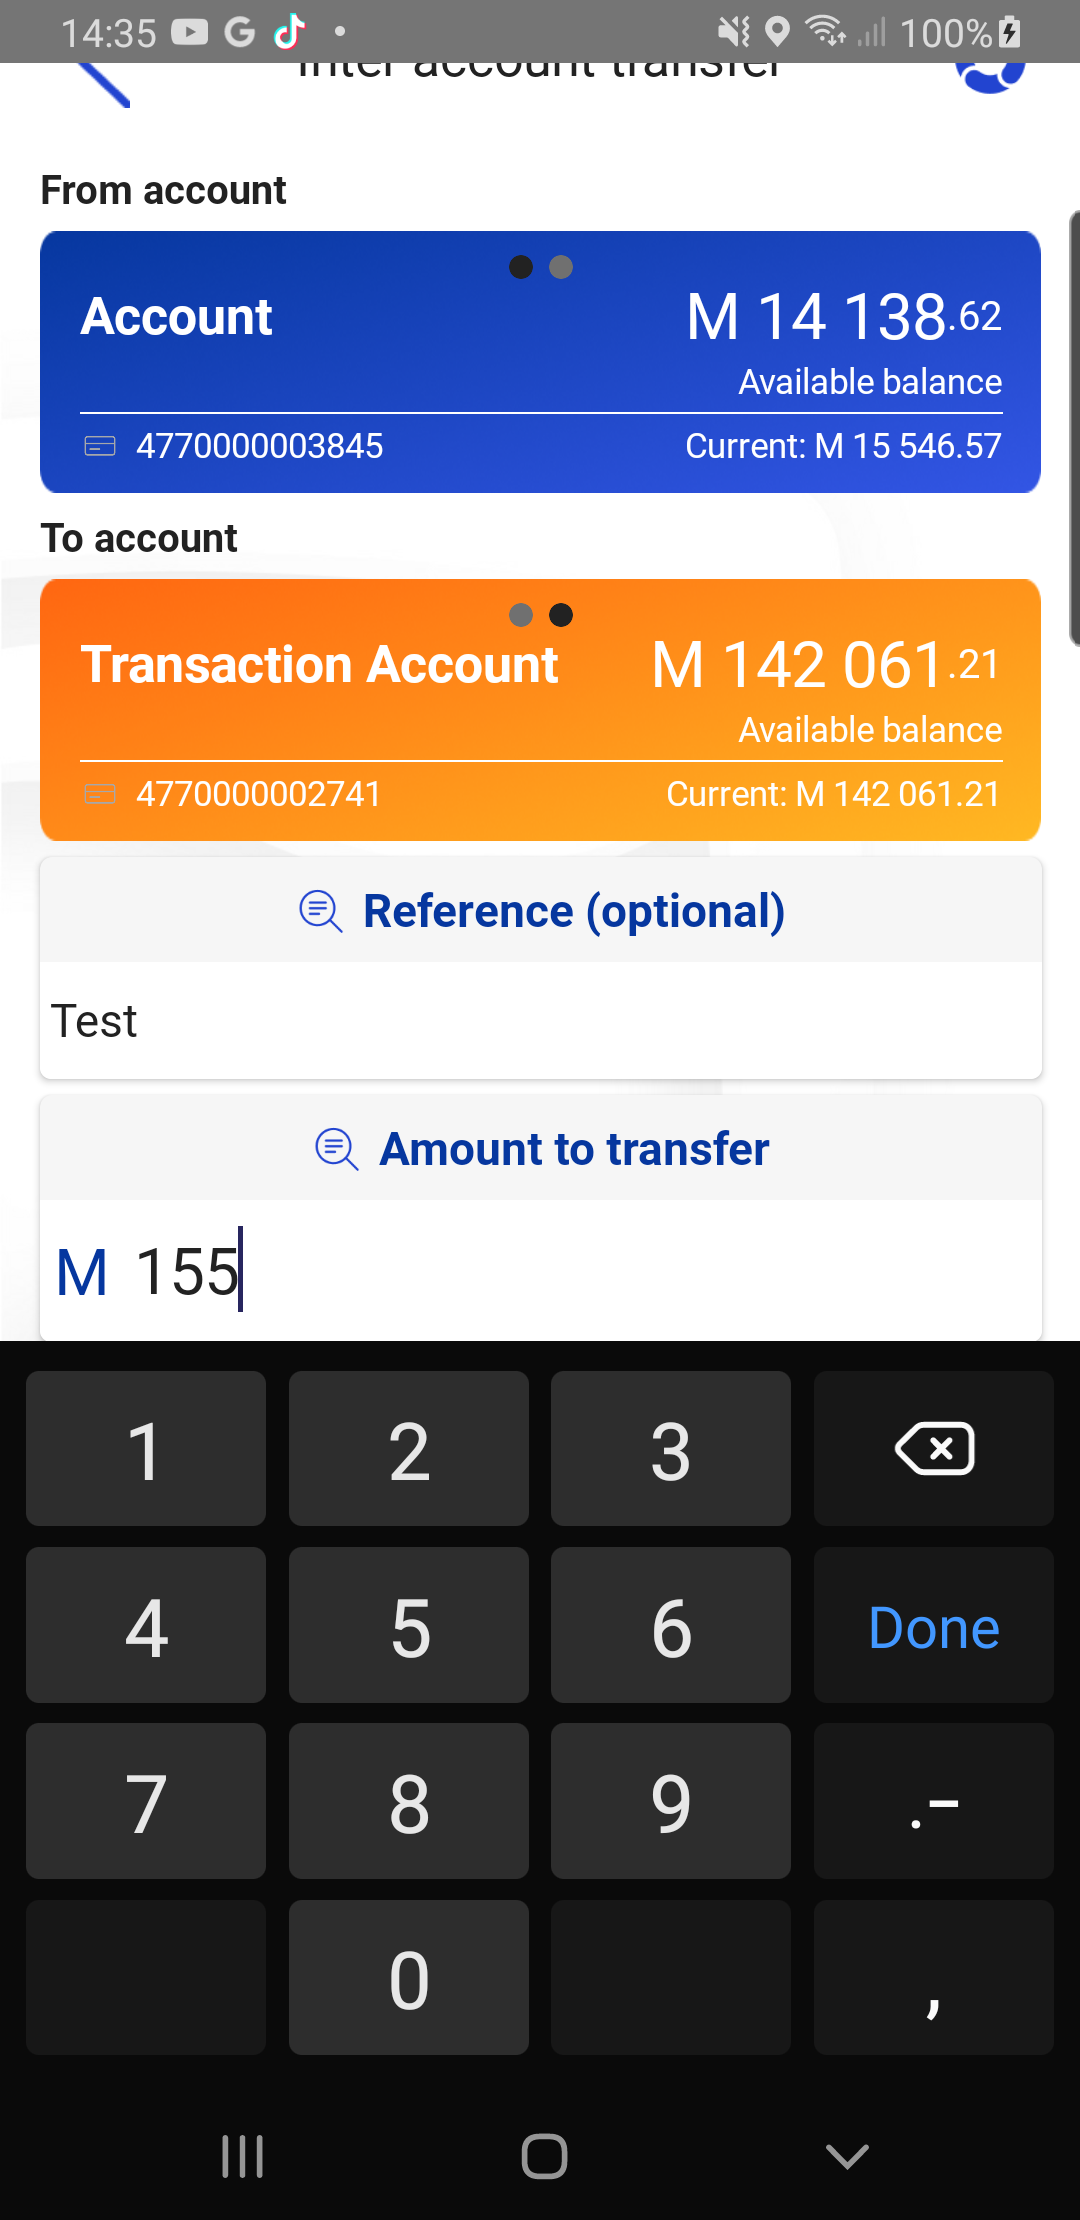 14:35 100%
Inter account transfer
From account
Account M 14 138.62
Available balance
4770000003845 Current: M 15 546.57
To account
Transaction Account M 142 061.21
Available balance
4770000002741 Current: M 142 061.21
Reference (optional)
Test
Amount to transfer
M 155
1 2 3
4 5 6 Done
7 8 9 .-
0 ,